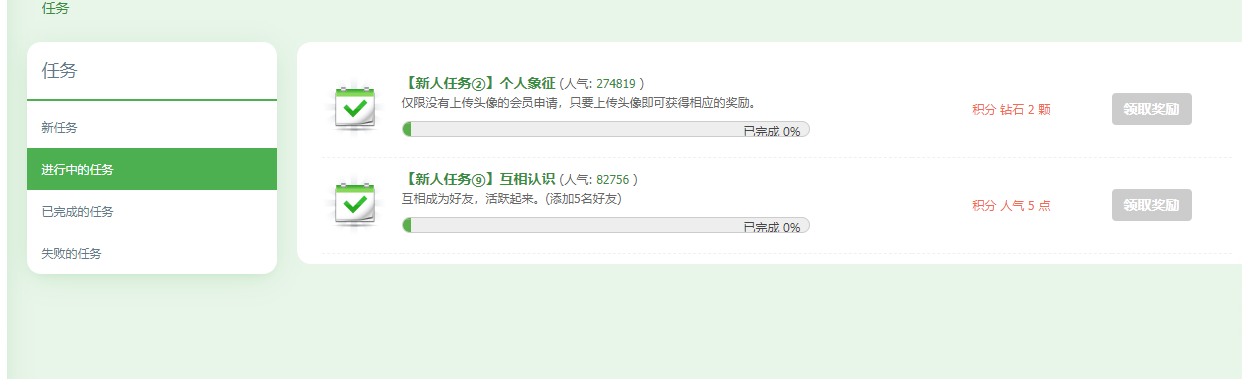 任务
任务
新任务
进行中的任务
已完成的任务
失败的任务
【新人任务②】个人象征 (人气: 274819 )
仅限没有上传头像的会员申请，只要上传头像即可获得相应的奖励。
已完成 0%
积分 钻石 2 颗
领取奖励
【新人任务⑨】互相认识 (人气: 82756 )
互相成为好友，活跃起来。(添加5名好友)
已完成 0%
积分 人气 5 点
领取奖励